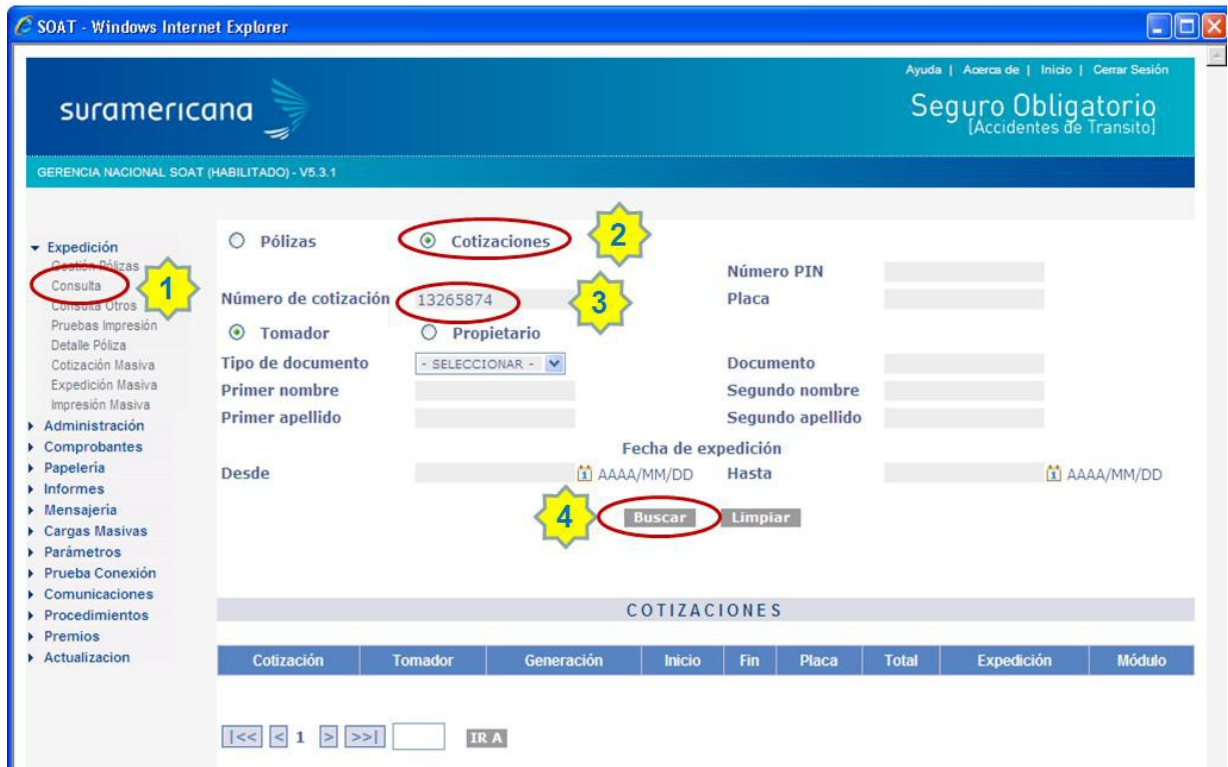 SOAT - Windows Internet Explorer
Ayuda | Acerca de | Inicio | Cerrar Sesión
suramericana
Seguro Obligatorio
[Accidentes de Transito]
GERENCIA NACIONAL SOAT (HABILITADO) - V5.3.1
Expedición
Gestión Pólizas
Consulta
1
Consulta Otros
Pruebas Impresión
Detalle Póliza
Cotización Masiva
Expedición Masiva
Impresión Masiva
Administración
Comprobantes
Papelería
Informes
Mensajería
Cargas Masivas
Parámetros
Prueba Conexión
Comunicaciones
Procedimientos
Premios
Actualizacion
Pólizas Cotizaciones 2
Número PIN
Número de cotización 13265874 3 Placa
Tomador Propietario
Tipo de documento - SELECCIONAR - Documento
Primer nombre Segundo nombre
Primer apellido Segundo apellido
Fecha de expedición
Desde 1 AAAA/MM/DD Hasta 1 AAAA/MM/DD
4 Buscar Limpiar
COTIZACIONES
Cotización Tomador Generación Inicio Fin Placa Total Expedición Módulo
|<< < 1 > >>| IR A